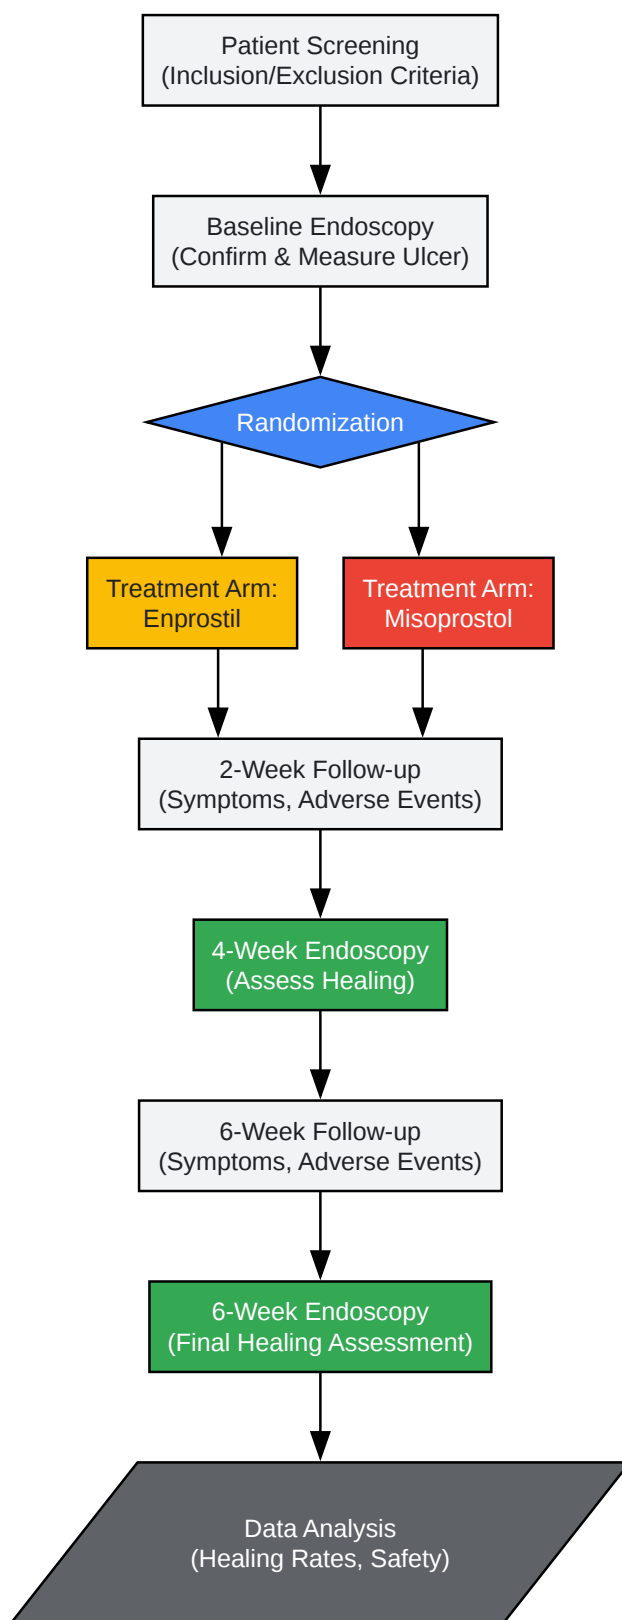 Patient Screening
(Inclusion/Exclusion Criteria)
Baseline Endoscopy
(Confirm & Measure Ulcer)
Randomization
Treatment Arm:
Enprostil
Treatment Arm:
Misoprostol
2-Week Follow-up
(Symptoms, Adverse Events)
4-Week Endoscopy
(Assess Healing)
6-Week Follow-up
(Symptoms, Adverse Events)
6-Week Endoscopy
(Final Healing Assessment)
Data Analysis
(Healing Rates, Safety)